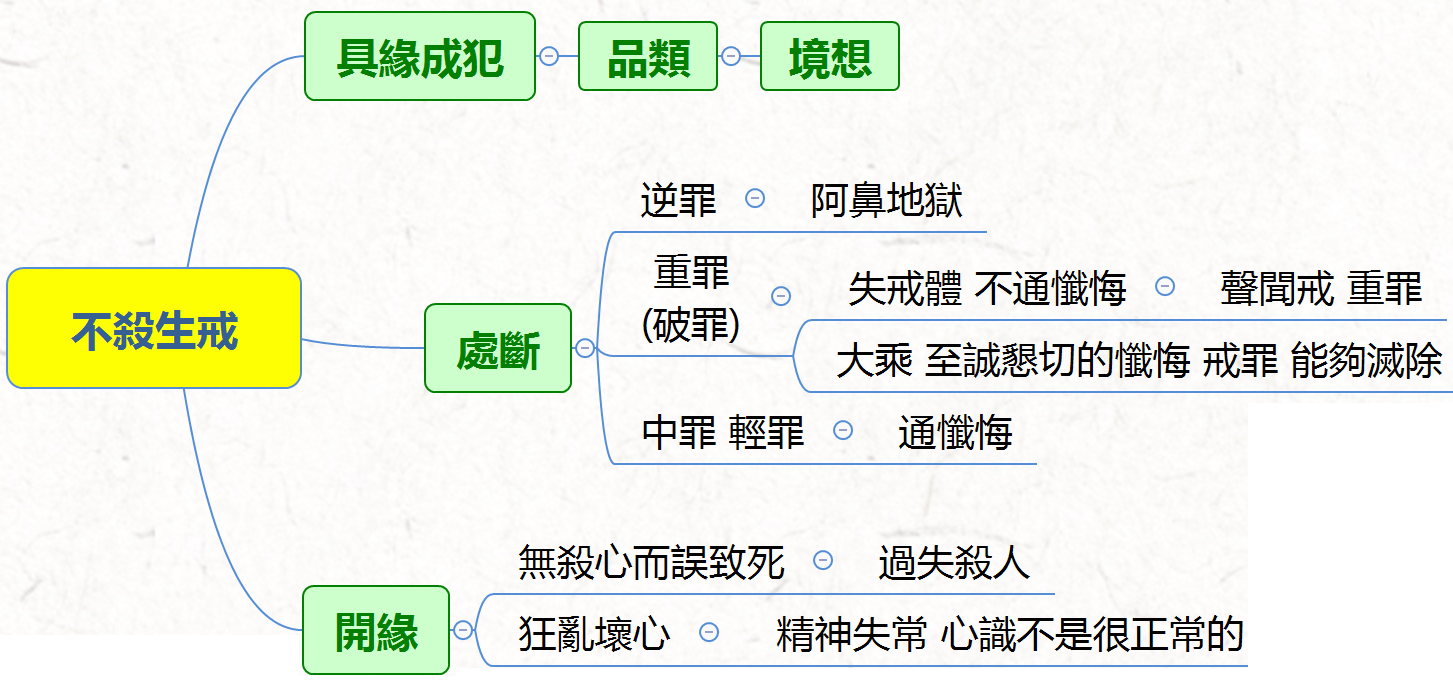 具緣成犯
品類
境想
逆罪
阿鼻地獄
重罪
(破罪)
失戒體 不通懺悔
聲聞戒 重罪
不殺生戒
處斷
大乘 至誠懇切的懺悔 戒罪 能夠滅除
中罪 輕罪
通懺悔
無殺心而誤致死
過失殺人
開緣
狂亂壞心
精神失常 心識不是很正常的